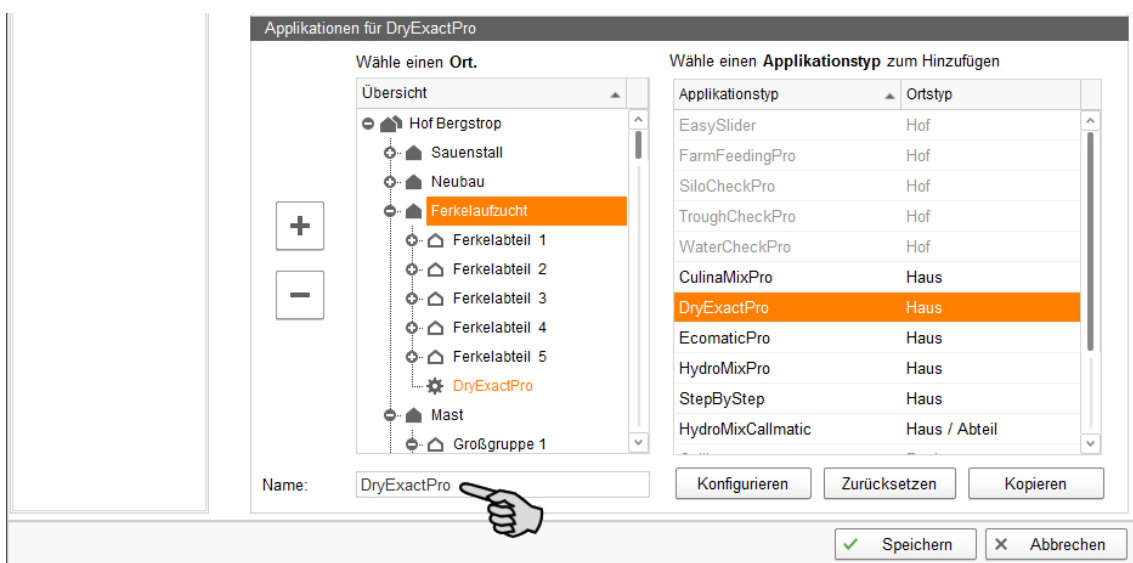 Applikationen für DryExactPro
Wähle einen Ort.
Übersicht
Hof Bergstrop
Sauenstall
Neubau
Ferkelaufzucht
Ferkelabteil 1
Ferkelabteil 2
Ferkelabteil 3
Ferkelabteil 4
Ferkelabteil 5
DryExactPro
Mast
Großgruppe 1
Wähle einen Applikationstyp zum Hinzufügen
Applikationstyp Ortstyp
EasySlider Hof
FarmFeedingPro Hof
SiloCheckPro Hof
TroughCheckPro Hof
WaterCheckPro Hof
CulinaMixPro Haus
DryExactPro Haus
EcomaticPro Haus
HydroMixPro Haus
StepByStep Haus
HydroMixCallmatic Haus / Abteil
Name: DryExactPro
Konfigurieren Zurücksetzen Kopieren
Speichern Abbrechen